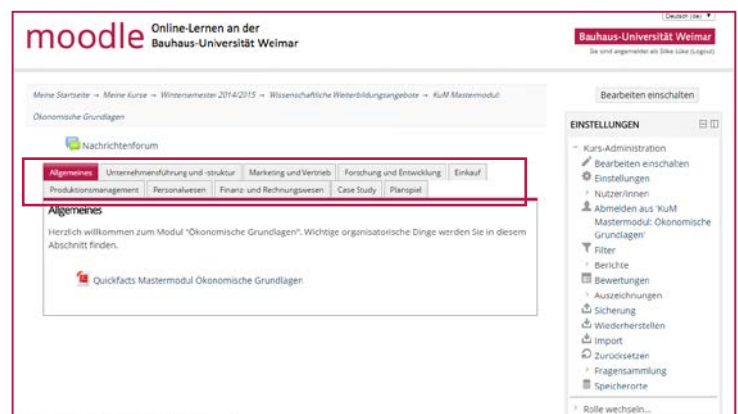 Deutsch (de)
moodle
Online-Lernen an der
Bauhaus-Universität Weimar
Bauhaus-Universität Weimar
Sie sind angemeldet als Silke Lüke (Logout)
Meine Startseite → Meine Kurse → Wintersemester 2014/2015 → Wissenschaftliche Weiterbildungsangebote → KuM Mastermodul:
Ökonomische Grundlagen
Bearbeiten einschalten
Nachrichtenforum
Allgemeines Unternehmensführung und -struktur Marketing und Vertrieb Forschung und Entwicklung Einkauf
Produktionsmanagement Personalwesen Finanz- und Rechnungswesen Case Study Planspiel
Allgemeines
Herzlich willkommen zum Modul "Ökonomische Grundlagen". Wichtige organisatorische Dinge werden Sie in diesem
Abschnitt finden.
Quickfacts Mastermodul Ökonomische Grundlagen
EINSTELLUNGEN
Kurs-Administration
Bearbeiten einschalten
Einstellungen
Nutzer/innen
Abmelden aus 'KuM
Mastermodul: Ökonomische
Grundlagen'
Filter
Berichte
Bewertungen
Auszeichnungen
Sicherung
Wiederherstellen
Import
Zurücksetzen
Fragensammlung
Speicherorte
Rolle wechseln...